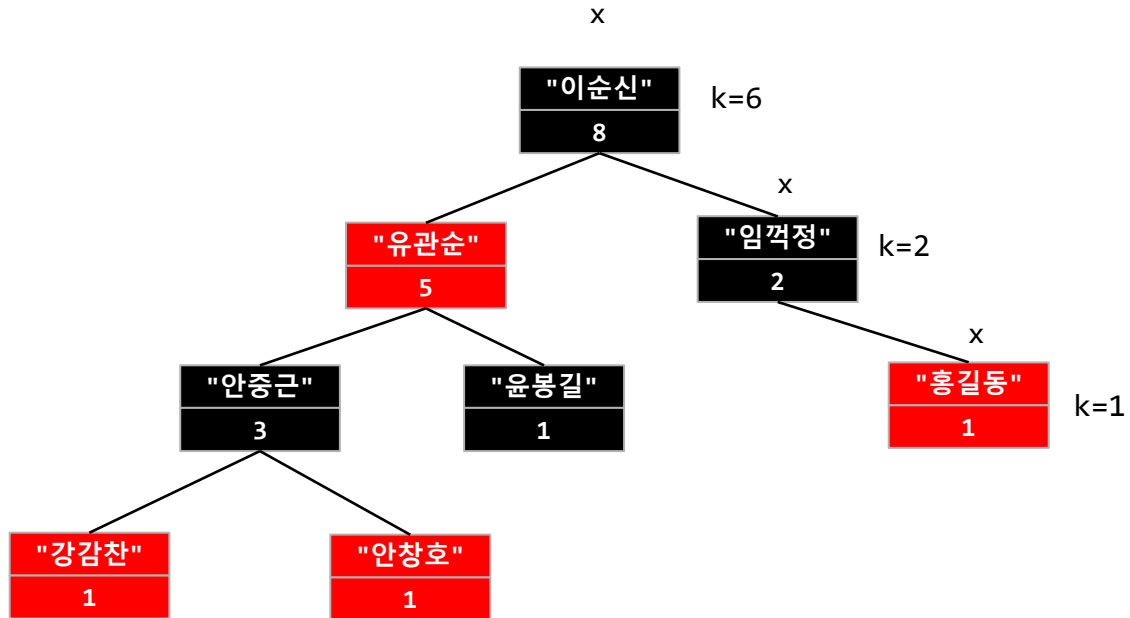 x
"이순신"
8
k=6
x
"유관순"
5
"임꺽정"
2
k=2
x
"안중근"
3
"윤봉길"
1
"홍길동"
1
k=1
"강감찬"
1
"안창호"
1